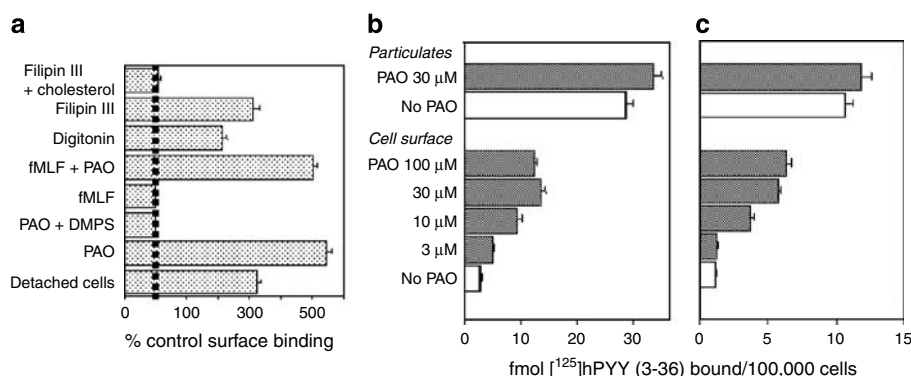 a
Filipin III
+ cholesterol
Filipin III
Digitonin
fMLF + PAO
fMLF
PAO + DMPS
PAO
Detached cells
0 100 300 500
% control surface binding
b
Particulates
PAO 30 µM
No PAO
Cell surface
PAO 100 µM
30 µM
10 µM
3 µM
No PAO
0 10 20 30
c
0 5 10 15
fmol [125]hPYY (3-36) bound/100,000 cells